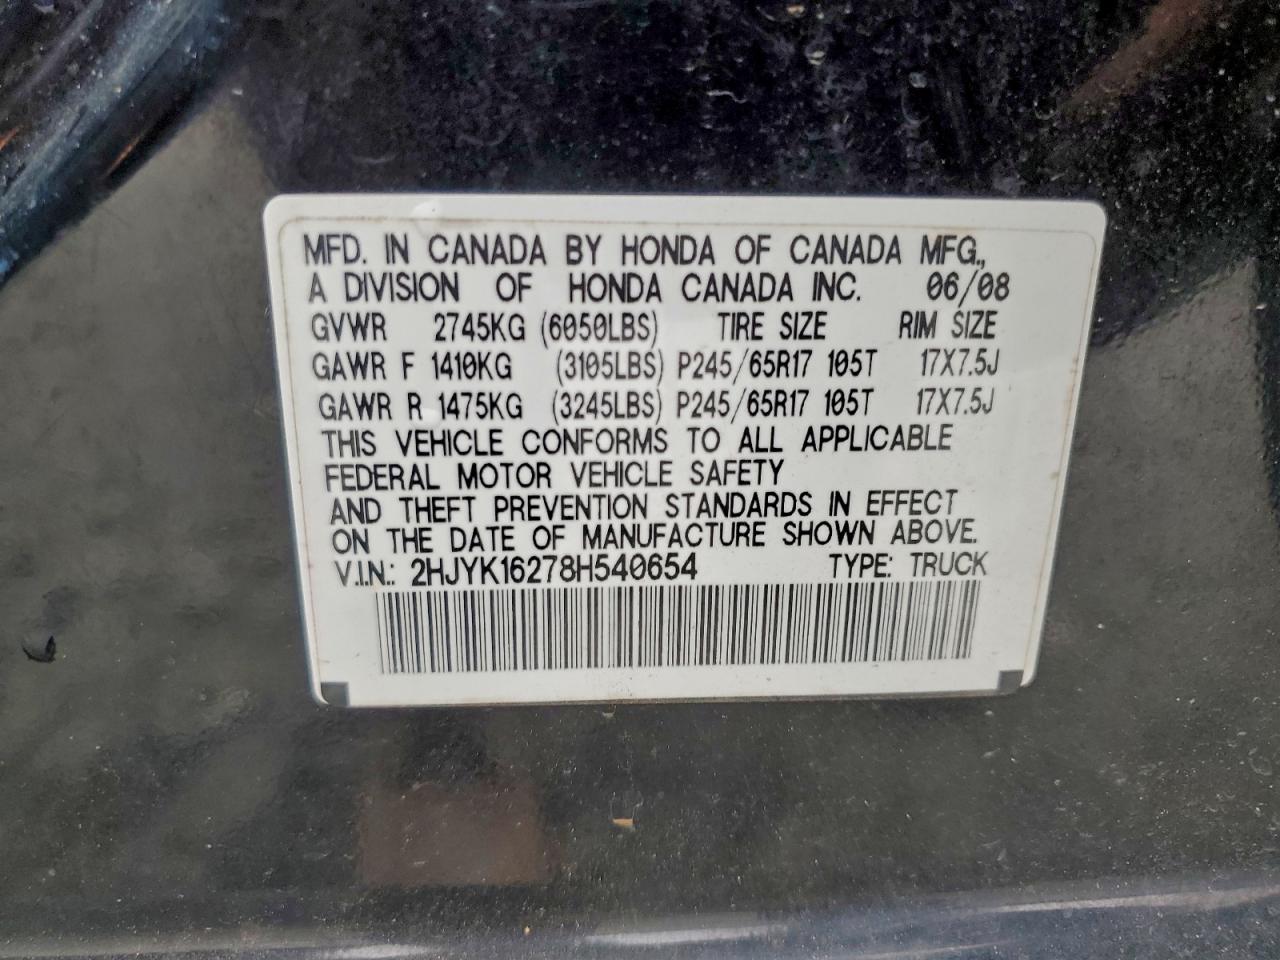 MFD. IN CANADA BY HONDA OF CANADA MFG.,
A DIVISION OF HONDA CANADA INC. 06/08
GVWR 2745KG (6050LBS) TIRE SIZE RIM SIZE
GAWR F 1410KG (3105LBS) P245/65R17 105T 17X7.5J
GAWR R 1475KG (3245LBS) P245/65R17 105T 17X7.5J
THIS VEHICLE CONFORMS TO ALL APPLICABLE
FEDERAL MOTOR VEHICLE SAFETY
AND THEFT PREVENTION STANDARDS IN EFFECT
ON THE DATE OF MANUFACTURE SHOWN ABOVE.
V.I.N.: 2HJYK16278H540654 TYPE: TRUCK